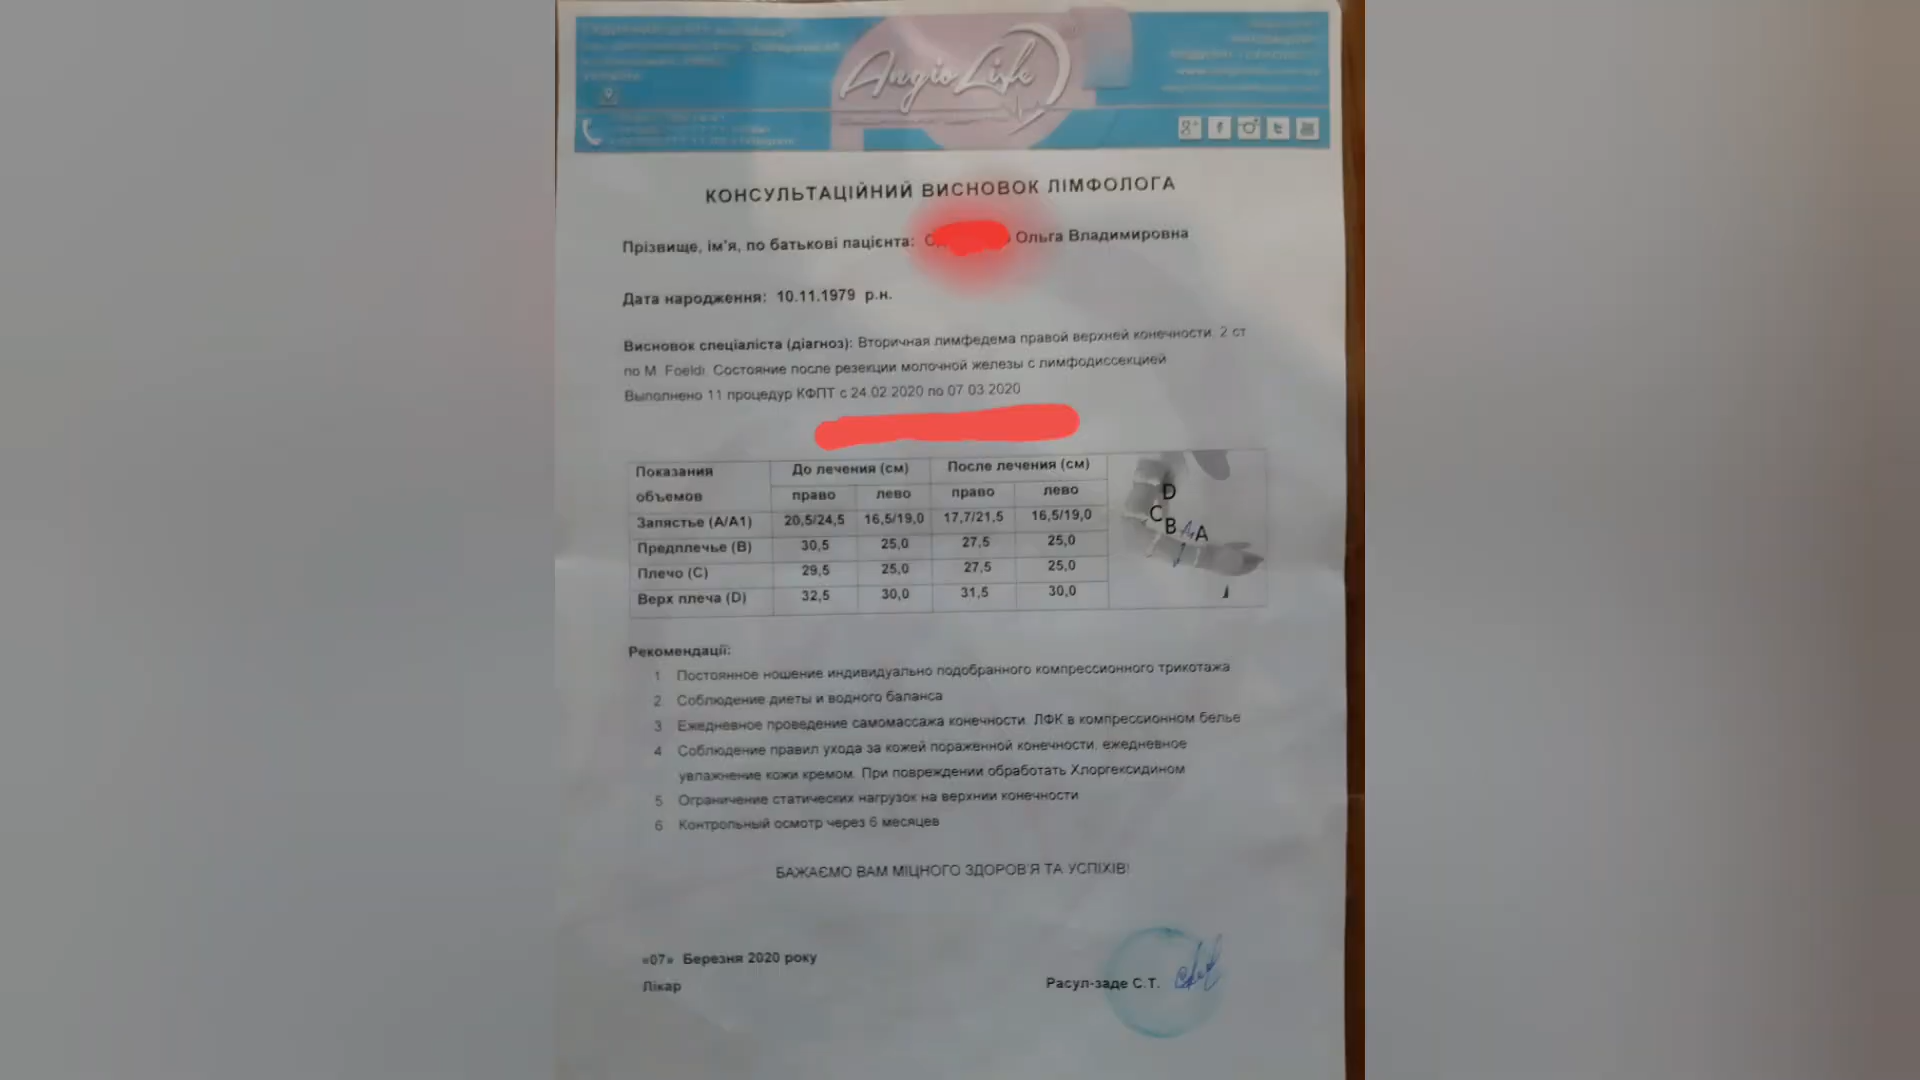 Angio Life
КОНСУЛЬТАЦІЙНИЙ ВИСНОВОК ЛІМФОЛОГА
Прізвище, ім'я, по батькові пацієнта: Ольга Владимировна
Дата народження: 10.11.1979 р.н.
Висновок спеціаліста (діагноз): Вторичная лимфедема правой верхней конечности. 2 ст
по M. Foeldi. Состояние после резекции молочной железы с лимфодиссекцией
Выполнено 11 процедур КФПТ с 24.02.2020 по 07.03.2020
Показания объемов До лечения (см) После лечения (см)
право лево право лево
Запястье (А/А1) 20,5/24,5 16,5/19,0 17,7/21,5 16,5/19,0
Предплечье (В) 30,5 25,0 27,5 25,0
Плечо (С) 29,5 25,0 27,5 25,0
Верх плеча (D) 32,5 30,0 31,5 30,0
D
C
B A
Рекомендації:
1 Постоянное ношение индивидуально подобранного компрессионного трикотажа
2 Соблюдение диеты и водного баланса
3 Ежедневное проведение самомассажа конечности. ЛФК в компрессионном белье
4 Соблюдение правил ухода за кожей пораженной конечности, ежедневное
увлажнение кожи кремом. При повреждении обработать Хлоргексидином
5 Ограничение статических нагрузок на верхнии конечности
6 Контрольный осмотр через 6 месяцев
БАЖАЄМО ВАМ МІЦНОГО ЗДОРОВ'Я ТА УСПІХІВ!
«07» Березня 2020 року
Лікар Расул-заде С.Т.